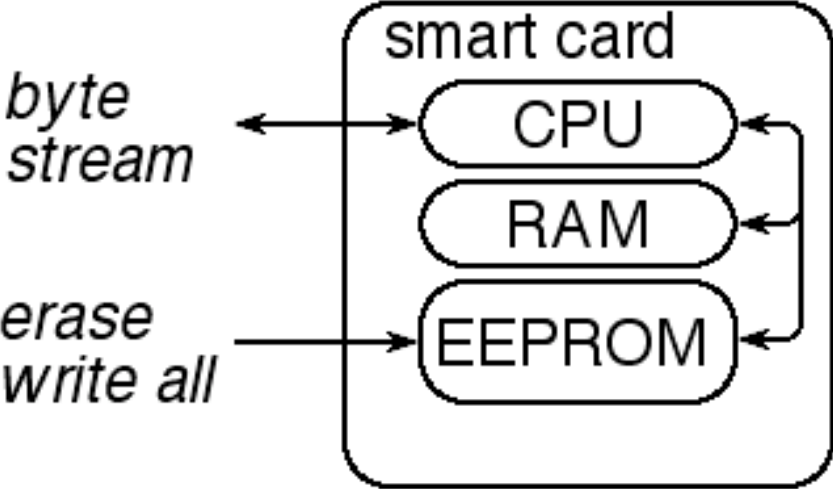 smart card
byte
stream
CPU
RAM
erase
write all
EEPROM